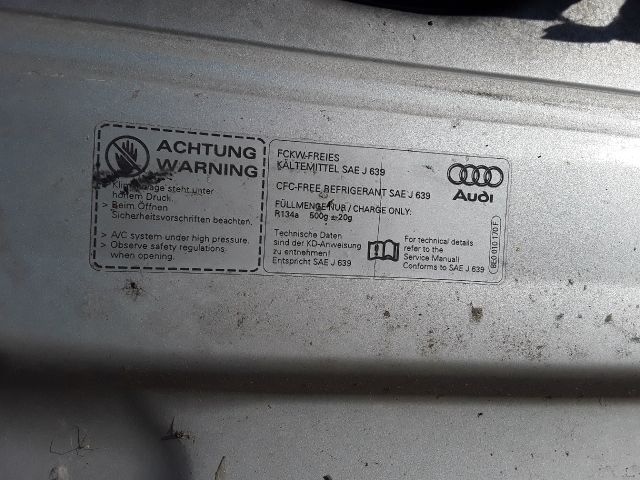 ACHTUNG
WARNING
Klimaanlage steht unter
hohem Druck.
> Beim Öffnen
Sicherheitsvorschriften beachten.
> A/C system under high pressure.
> Observe safety regulations
when opening.
FCKW-FREIES
KÄLTEMITTEL SAE J 639
CFC-FREE REFRIGERANT SAE J 639
FÜLLMENGE NUR / CHARGE ONLY:
R134a 500g ± 20g
Technische Daten
sind der KD-Anweisung
zu entnehmen!
Entspricht SAE J 639
For technical details
refer to the
Service Manual!
Conforms to SAE J 639
Audi
8E0 010 170 F